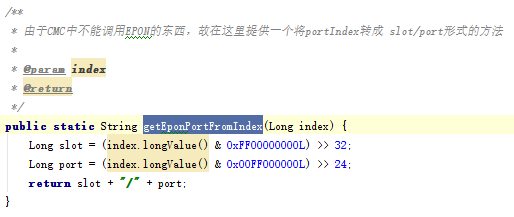 /**
* 由于CMC中不能调用EPON的东西，故在这里提供一个将portIndex转成 slot/port形式的方法
*
* @param index
* @return
*/
public static String getEponPortFromIndex(Long index) {
Long slot = (index.longValue() & 0xFF00000000L) >> 32;
Long port = (index.longValue() & 0x00FF000000L) >> 24;
return slot + "/" + port;
}